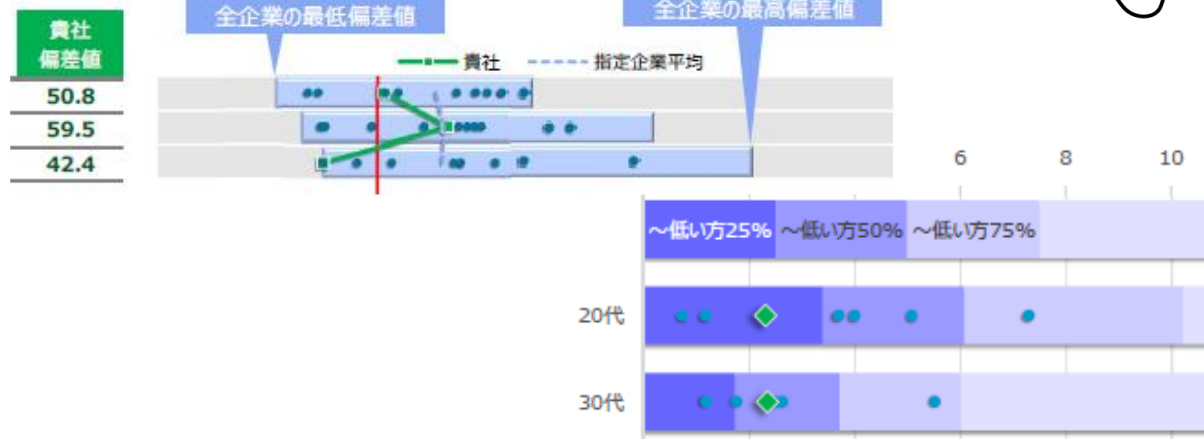 全企業の最低偏差値
全企業の最高偏差値
貴社
偏差値
貴社
指定企業平均
50.8
59.5
42.4
6 8 10
～低い方25% ～低い方50% ～低い方75%
20代
30代